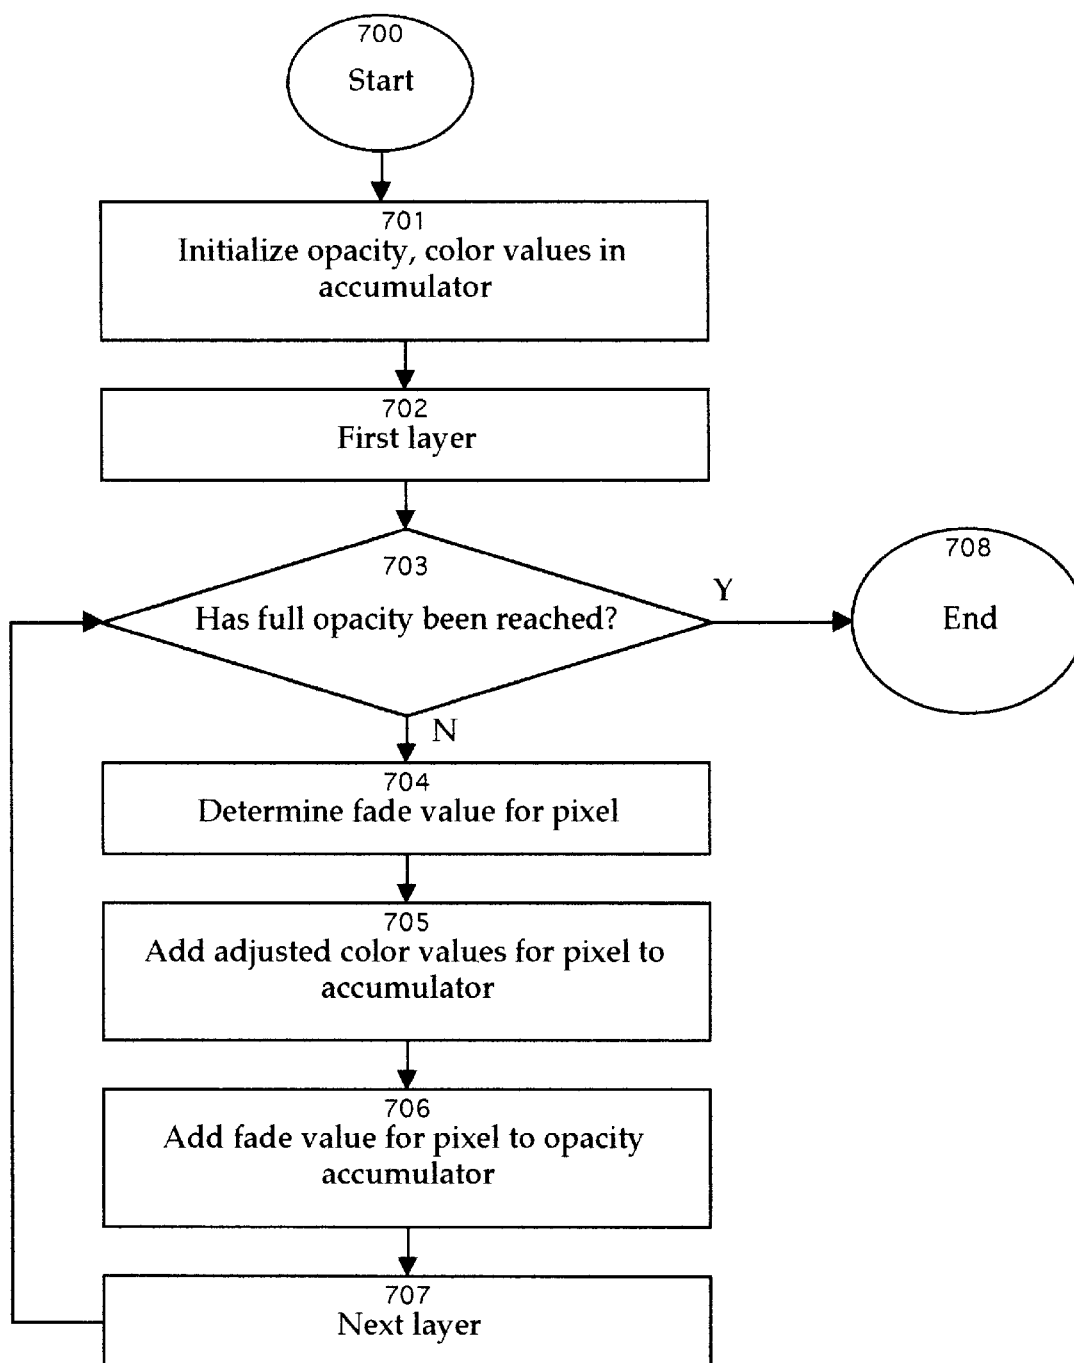 700
Start
701
Initialize opacity, color values in
accumulator
702
First layer
703
Has full opacity been reached?
Y
708
End
N
704
Determine fade value for pixel
705
Add adjusted color values for pixel to
accumulator
706
Add fade value for pixel to opacity
accumulator
707
Next layer